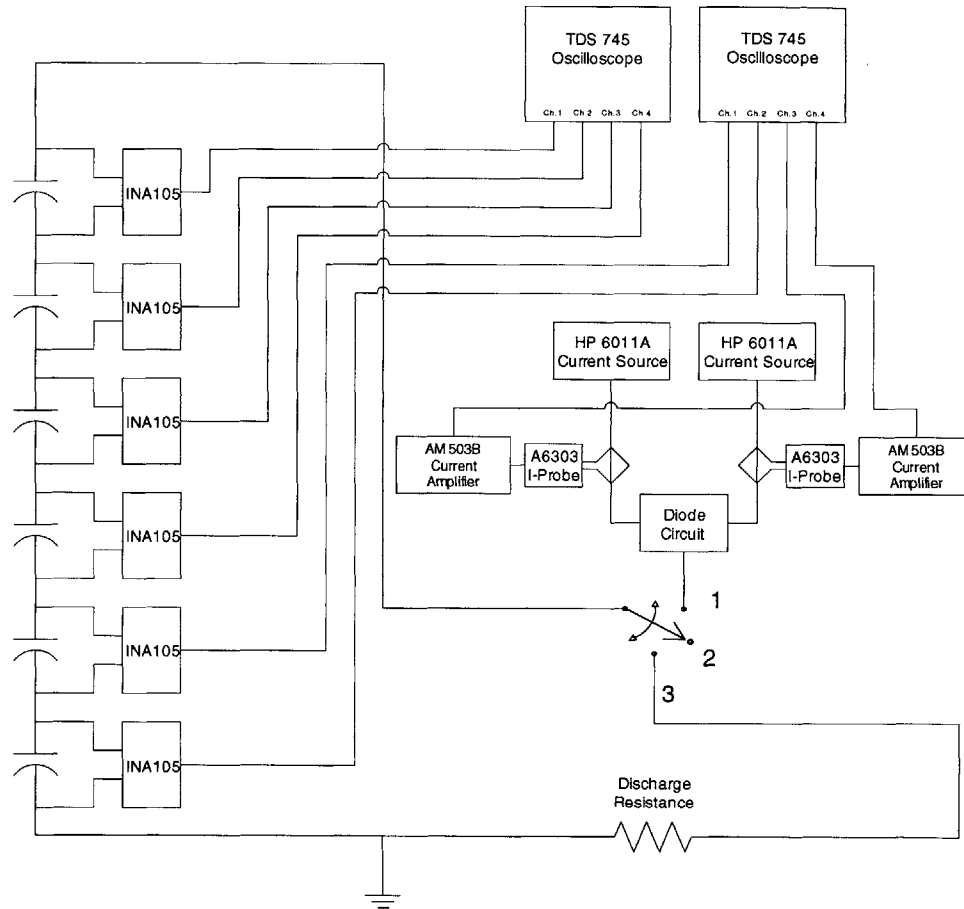 TDS 745
Oscilloscope
Ch.1 Ch 2 Ch.3 Ch 4
TDS 745
Oscilloscope
Ch.1 Ch.2 Ch.3 Ch.4
INA105
INA105
INA105
INA105
INA105
INA105
HP 6011A
Current Source
HP 6011A
Current Source
AM 503B
Current
Amplifier
A6303
I-Probe
A6303
I-Probe
AM 503B
Current
Amplifier
Diode
Circuit
1
2
3
Discharge
Resistance